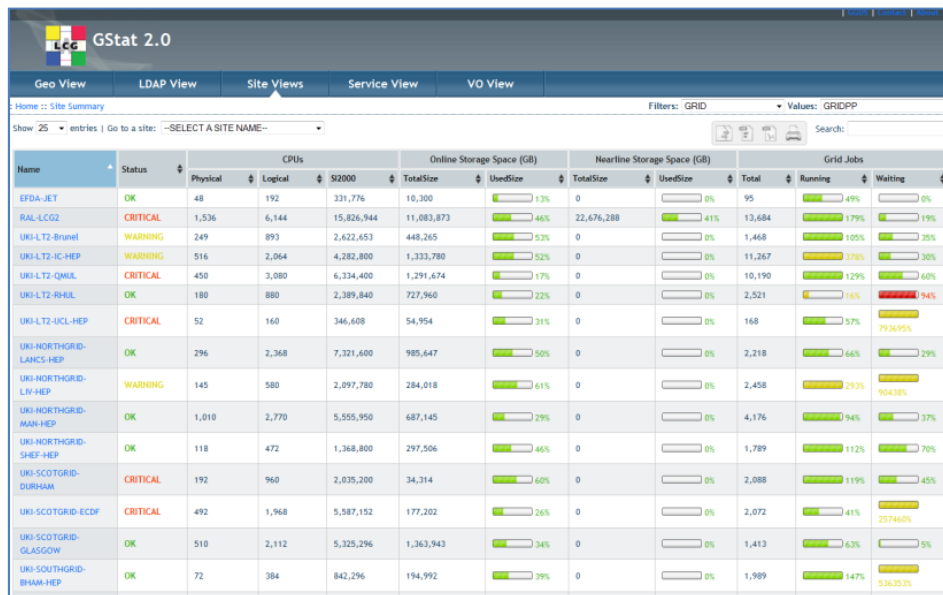 LCG GStat 2.0
Geo View LDAP View Site Views Service View VO View
: Home :: Site Summary Filters: GRID Values: GRIDPP
Show 25 entries | Go to a site: --SELECT A SITE NAME-- Search:
Name Status CPUs Online Storage Space (GB) Nearline Storage Space (GB) Grid Jobs
Physical Logical SI2000 TotalSize UsedSize TotalSize UsedSize Total Running Waiting
EFDA-JET OK 48 192 331,776 10,300 13% 0 0% 95 49% 0%
RAL-LCG2 CRITICAL 1,536 6,144 15,826,944 11,083,873 46% 22,676,288 41% 13,684 179% 19%
UKI-LT2-Brunel WARNING 249 893 2,622,653 448,265 53% 0 0% 1,468 105% 35%
UKI-LT2-IC-HEP WARNING 516 2,064 4,282,800 1,333,780 52% 0 0% 11,267 378% 30%
UKI-LT2-QMUL CRITICAL 450 3,080 6,334,400 1,291,674 17% 0 0% 10,190 129% 60%
UKI-LT2-RHUL OK 180 880 2,389,840 727,960 22% 0 0% 2,521 16% 94%
UKI-LT2-UCL-HEP CRITICAL 52 160 346,608 54,954 31% 0 0% 168 57% 793695%
UKI-NORTHGRID-LANCS-HEP OK 296 2,368 7,321,600 985,647 50% 0 0% 2,218 66% 29%
UKI-NORTHGRID-LIV-HEP WARNING 145 580 2,097,780 284,018 61% 0 0% 2,458 293% 90438%
UKI-NORTHGRID-MAN-HEP OK 1,010 2,770 5,555,950 687,145 29% 0 0% 4,176 94% 37%
UKI-NORTHGRID-SHEF-HEP OK 118 472 1,368,800 297,506 46% 0 0% 1,789 112% 70%
UKI-SCOTGRID-DURHAM CRITICAL 192 960 2,035,200 34,314 60% 0 0% 2,088 119% 45%
UKI-SCOTGRID-ECDF CRITICAL 492 1,968 5,587,152 177,202 26% 0 0% 2,072 41% 257460%
UKI-SCOTGRID-GLASGOW OK 510 2,112 5,325,296 1,363,943 34% 0 0% 1,413 63% 5%
UKI-SOUTHGRID-BHAM-HEP OK 72 384 842,296 194,992 39% 0 0% 1,989 147% 536353%